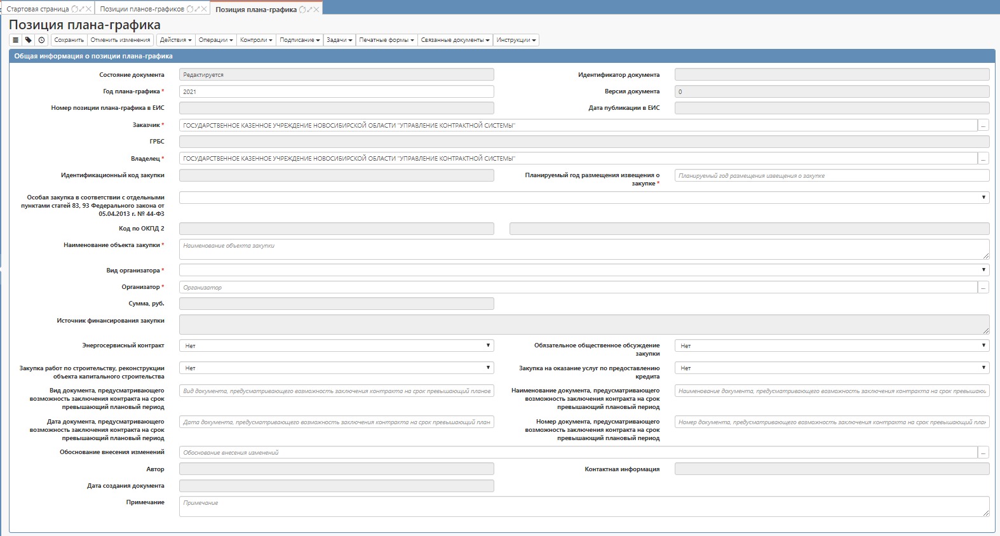 Стартовая страница
Позиции планов-графиков
Позиция плана-графика
Позиция плана-графика
Сохранить Отменить изменения Действия Операции Контроли Подписание Задачи Печатные формы Связанные документы Инструкции
Общая информация о позиции плана-графика
Состояние документа Редактируется Идентификатор документа
Год плана-графика * 2021 Версия документа 0
Номер позиции плана-графика в ЕИС Дата публикации в ЕИС
Заказчик * ГОСУДАРСТВЕННОЕ КАЗЕННОЕ УЧРЕЖДЕНИЕ НОВОСИБИРСКОЙ ОБЛАСТИ "УПРАВЛЕНИЕ КОНТРАКТНОЙ СИСТЕМЫ" ...
ГРБС
Владелец * ГОСУДАРСТВЕННОЕ КАЗЕННОЕ УЧРЕЖДЕНИЕ НОВОСИБИРСКОЙ ОБЛАСТИ "УПРАВЛЕНИЕ КОНТРАКТНОЙ СИСТЕМЫ" ...
Идентификационный код закупки
Планируемый год размещения извещения о
закупке *
Планируемый год размещения извещения о закупке
Особая закупка в соответствии с отдельными
пунктами статей 83, 93 Федерального закона от
05.04.2013 г. № 44-ФЗ
Код по ОКПД 2
Наименование объекта закупки * Наименование объекта закупки
Вид организатора *
Организатор * Организатор ...
Сумма, руб.
Источник финансирования закупки
Энергосервисный контракт Нет
Обязательное общественное обсуждение
закупки
Нет
Закупка работ по строительству, реконструкции
объекта капитального строительства
Нет
Закупка на оказание услуг по предоставлению
кредита
Нет
Вид документа, предусматривающего
возможность заключения контракта на срок
превышающий плановый период
Вид документа, предусматривающего возможность заключения контракта на срок превышающий планов
Наименование документа, предусматривающего
возможность заключения контракта на срок
превышающий плановый период
Наименование документа, предусматривающего возможность заключения контракта на срок превышающи
Дата документа, предусматривающего
возможность заключения контракта на срок
превышающий плановый период
Дата документа, предусматривающего возможность заключения контракта на срок превышающий план
Номер документа, предусматривающего
возможность заключения контракта на срок
превышающий плановый период
Номер документа, предусматривающего возможность заключения контракта на срок превышающий план
Обоснование внесения изменений Обоснование внесения изменений ...
Автор Контактная информация
Дата создания документа
Примечание Примечание